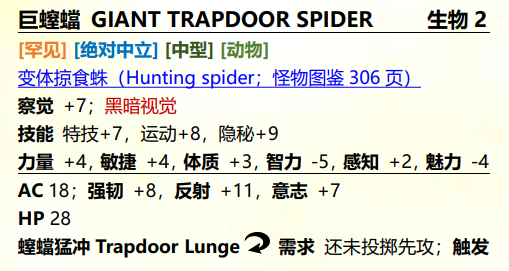 巨螳蟷 GIANT TRAPDOOR SPIDER 生物 2
[罕见] [绝对中立] [中型] [动物]
变体掠食蛛（Hunting spider；怪物图鉴 306 页）
察觉 +7；黑暗视觉
技能 特技+7，运动+8，隐秘+9
力量 +4, 敏捷 +4, 体质 +3, 智力 -5, 感知 +2, 魅力 -4
AC 18；强韧 +8，反射 +11，意志 +7
HP 28
螳蟷猛冲 Trapdoor Lunge 需求 还未投掷先攻；触发